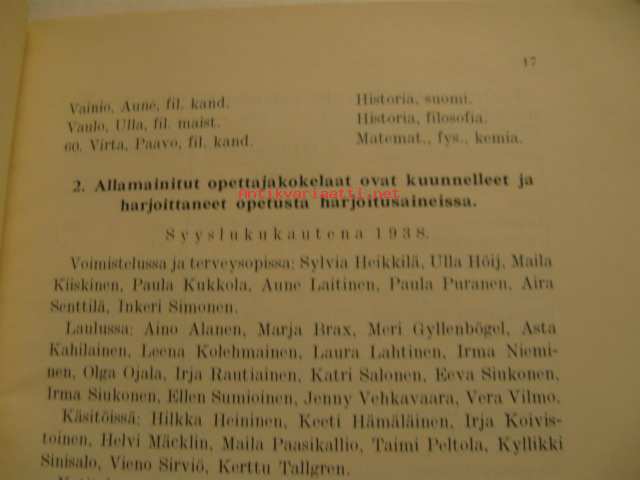 17
Vainio, Aune, fil. kand. Historia, suomi.
Vaulo, Ulla, fil. maist. Historia, filosofia.
60. Virta, Paavo, fil. kand. Matemat., fys., kemia.
2. Allamainitut opettajakokelaat ovat kuunnelleet ja
harjoittaneet opetusta harjoitusaineissa.
antikvariaatti.net
Syyslukukautena 1938.
Voimistelussa ja terveysopissa: Sylvia Heikkilä, Ulla Höij, Maila
Kiiskinen, Paula Kukkola, Aune Laitinen, Paula Puranen, Aira
Senttilä, Inkeri Simonen.
Laulussa: Aino Alanen, Marja Brax, Meri Gyllenbögel, Asta
Kahilainen, Leena Kolehmainen, Laura Lahtinen, Irma Niemi-
nen, Olga Ojala, Irja Rautiainen, Katri Salonen, Eeva Siukonen,
Irma Siukonen, Ellen Sumioinen, Jenny Vehkavaara, Vera Vilmo.
Käsitöissä: Hilkka Heininen, Keeti Hämäläinen, Irja Koivis-
toinen, Helvi Mäcklin, Maila Paasikallio, Taimi Peltola, Kyllikki
Sinisalo, Vieno Sirviö, Kerttu Tallgren.